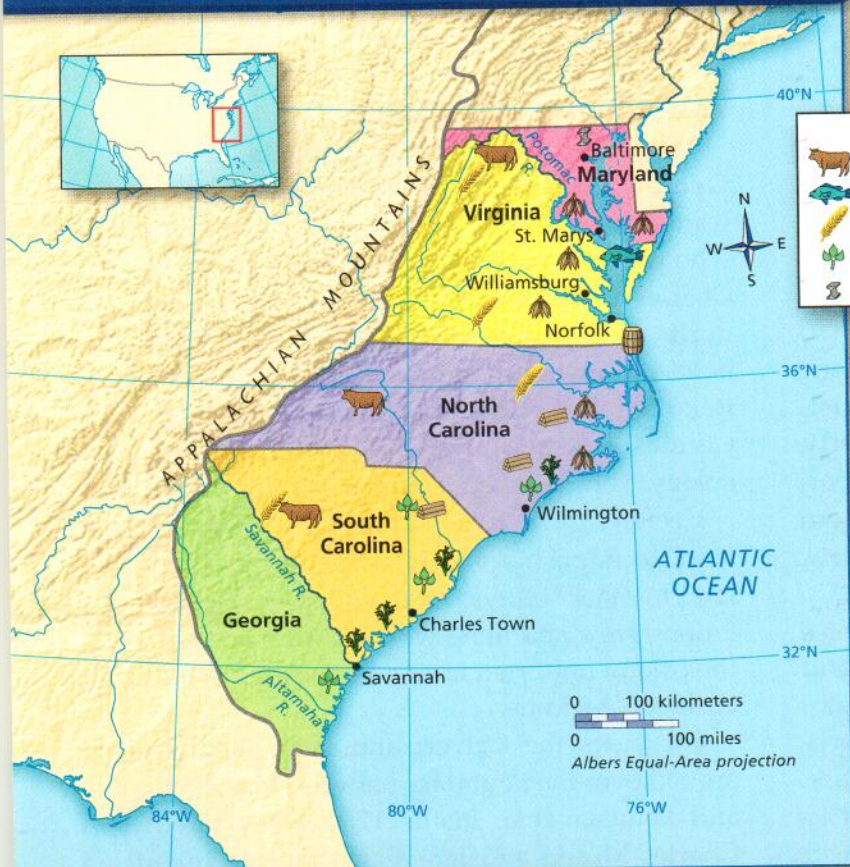 40°N
Potomac R.
Baltimore
Maryland
Virginia
St. Marys
N
W
E
S
Williamsburg
Norfolk
APPALACHIAN MOUNTAINS
36°N
North
Carolina
Wilmington
South
Carolina
Savannah R.
ATLANTIC
OCEAN
Georgia
Charles Town
32°N
Savannah
Altamaha
R.
0 100 kilometers
0 100 miles
Albers Equal-Area projection
84°W
80°W
76°W